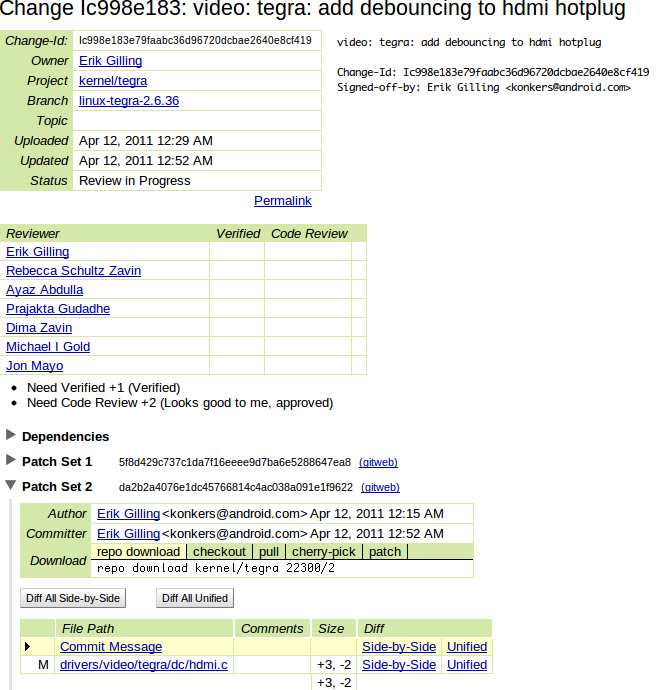 Change Ic998e183: video: tegra: add debouncing to hdmi hotplug
Change-Id: Ic998e183e79faabc36d96720dcbae2640e8cf419
Owner Erik Gilling
Project kernel/tegra
Branch linux-tegra-2.6.36
Topic
Uploaded Apr 12, 2011 12:29 AM
Updated Apr 12, 2011 12:52 AM
Status Review in Progress
Permalink
video: tegra: add debouncing to hdmi hotplug
Change-Id: Ic998e183e79faabc36d96720dcbae2640e8cf419
Signed-off-by: Erik Gilling <konkers@android.com>
Reviewer Verified Code Review
Erik Gilling
Rebecca Schultz Zavin
Ayaz Abdulla
Prajakta Gudadhe
Dima Zavin
Michael I Gold
Jon Mayo
• Need Verified +1 (Verified)
• Need Code Review +2 (Looks good to me, approved)
Dependencies
Patch Set 1 5f8d429c737c1da7f16eeee9d7ba6e5288647ea8 (gitweb)
Patch Set 2 da2b2a4076e1dc45766814c4ac038a091e1f9622 (gitweb)
Author Erik Gilling <konkers@android.com> Apr 12, 2011 12:15 AM
Committer Erik Gilling <konkers@android.com> Apr 12, 2011 12:52 AM
Download repo download | checkout | pull | cherry-pick | patch |
repo download kernel/tegra 22300/2
Diff All Side-by-Side Diff All Unified
File Path Comments Size Diff
Commit Message Side-by-Side Unified
M drivers/video/tegra/dc/hdmi.c +3, -2 Side-by-Side Unified
+3, -2